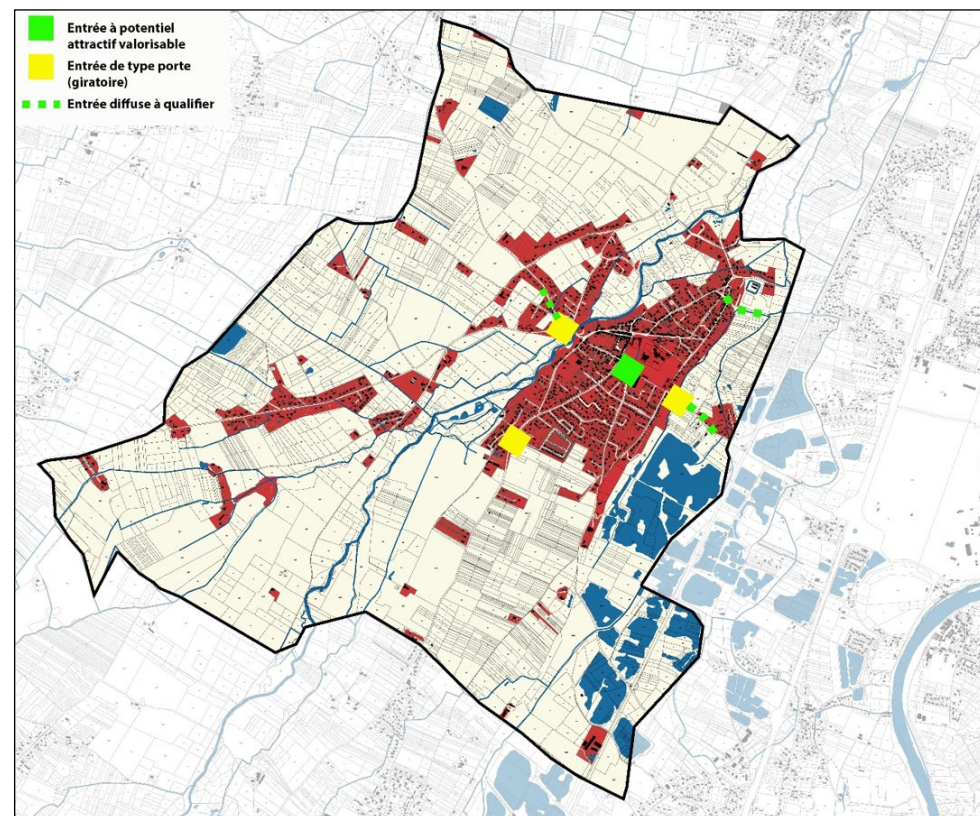 Entrée à potentiel
attractif valorisable
Entrée de type porte
(giratoire)
Entrée diffuse à qualifier